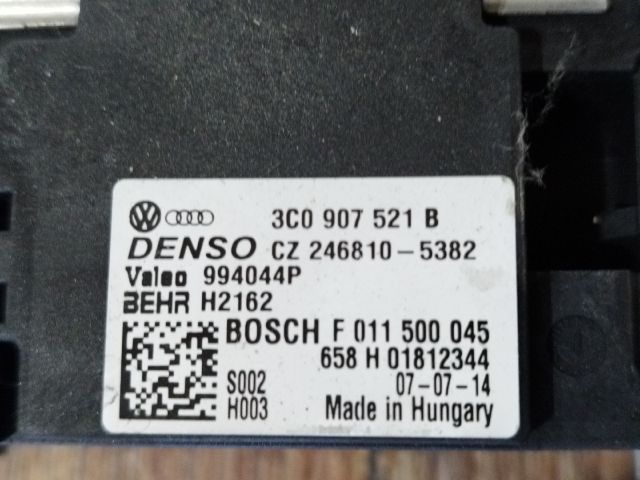 3C0 907 521 B
DENSO CZ 246810-5382
Valeo 994044P
BEHR H2162
BOSCH F 011 500 045
658 H 01812344
S002 07-07-14
H003 Made in Hungary